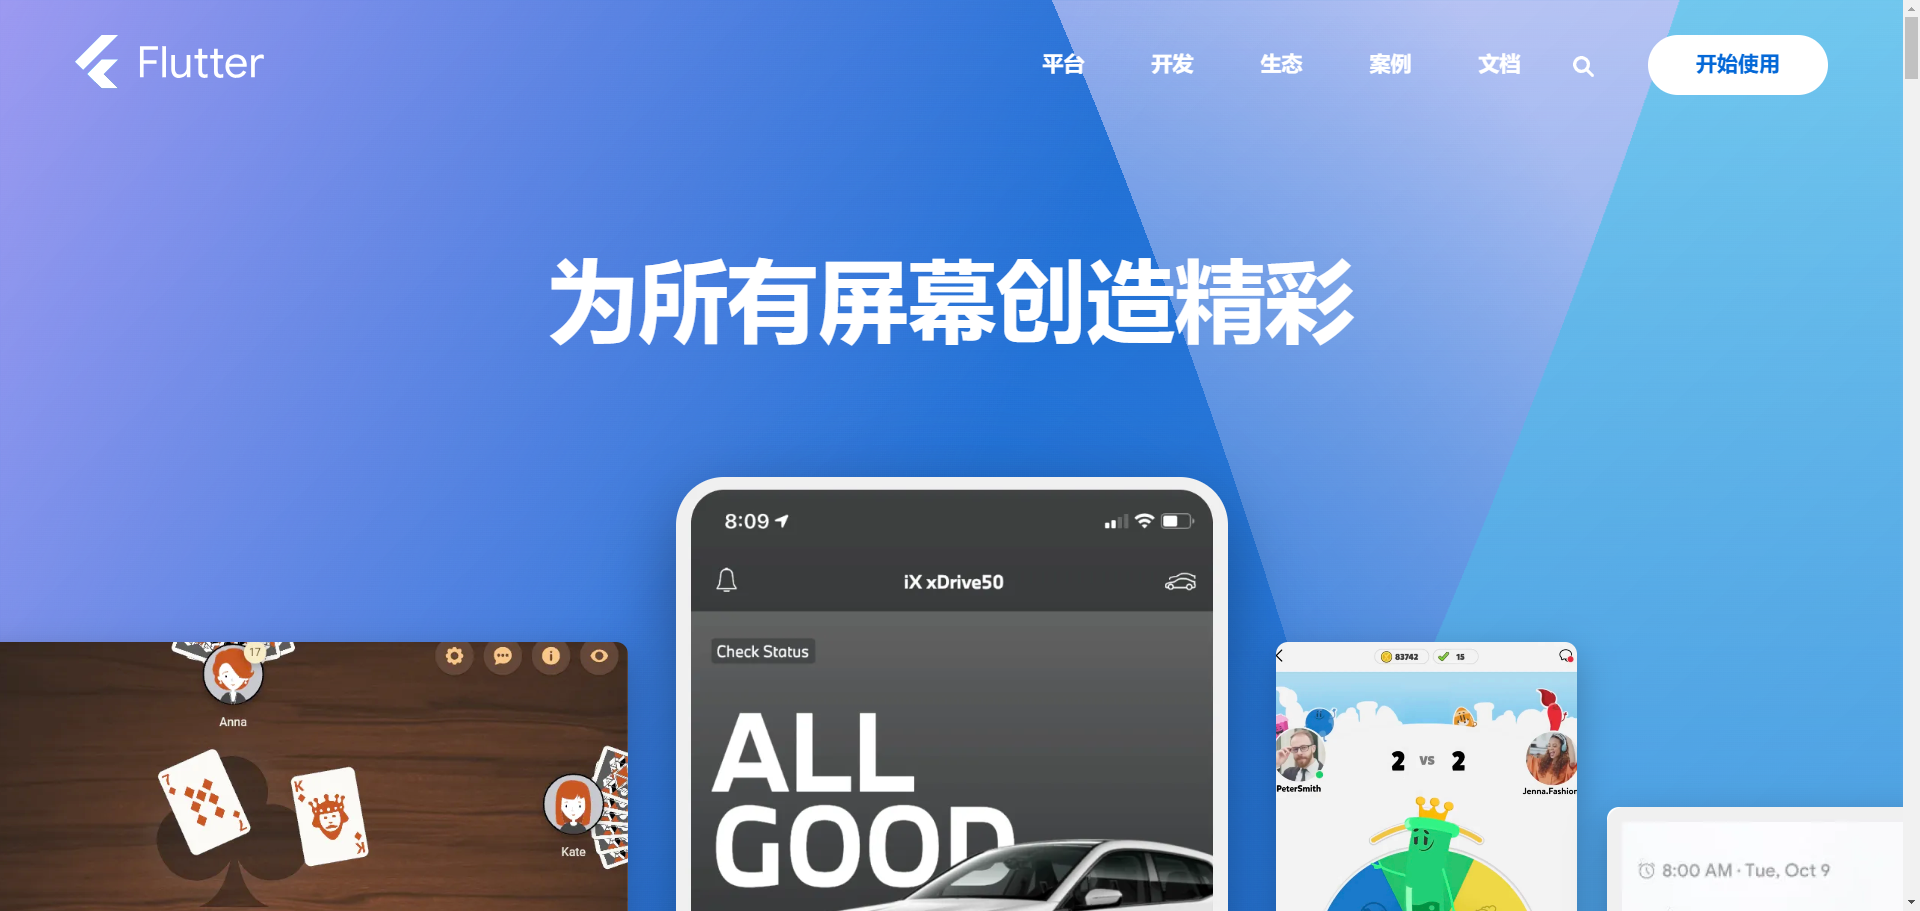 Flutter
平台 开发 生态 案例 文档 开始使用
为所有屏幕创造精彩
8:09
iX xDrive50
Check Status
ALL
GOOD
17
Anna
7
7
K
K
Kate
83742 15
2 VS 2
PeterSmith
Jenna.Fashion
8:00 AM · Tue, Oct 9